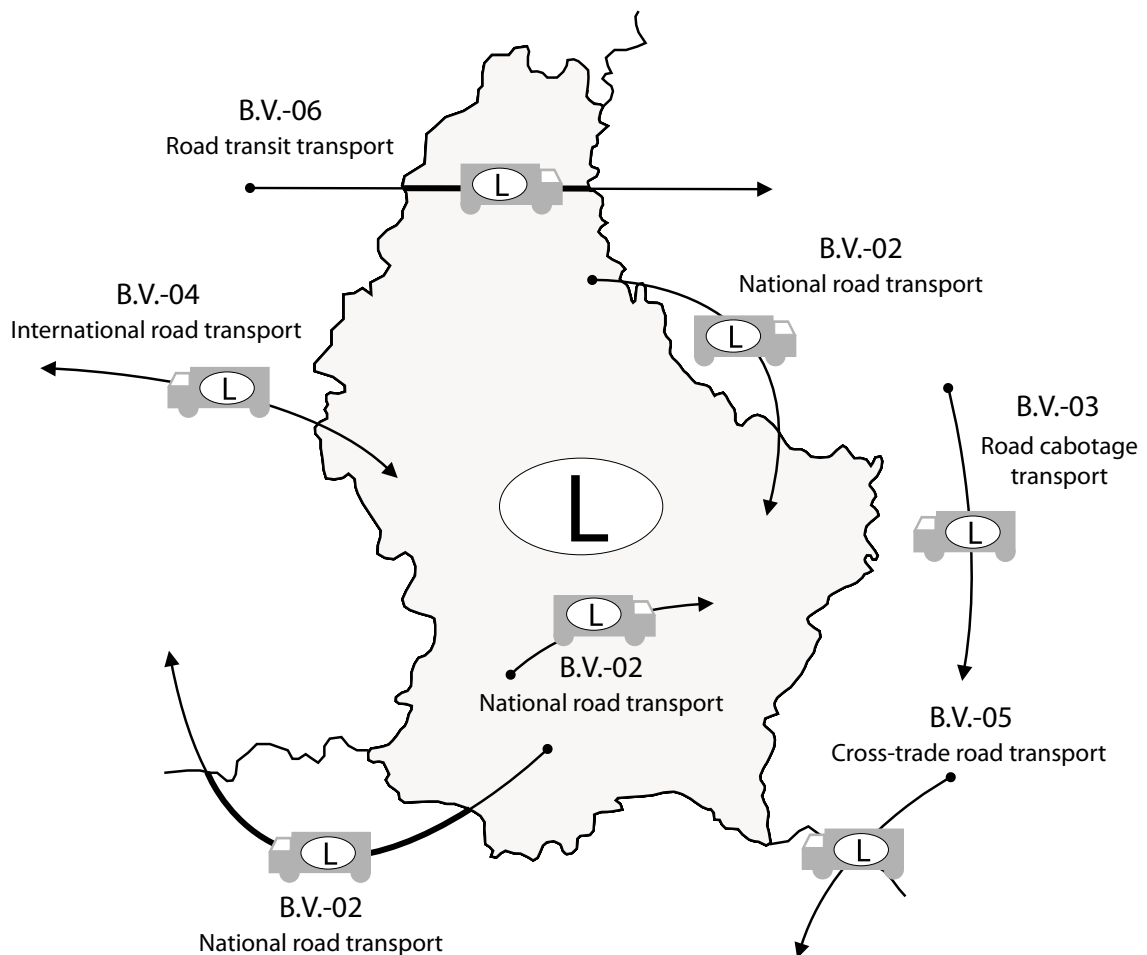 B.V.-06
Road transit transport
L
B.V.-02
National road transport
L
B.V.-04
International road transport
L
B.V.-03
Road cabotage
transport
L
L
L
B.V.-02
National road transport
B.V.-05
Cross-trade road transport
L
L
B.V.-02
National road transport